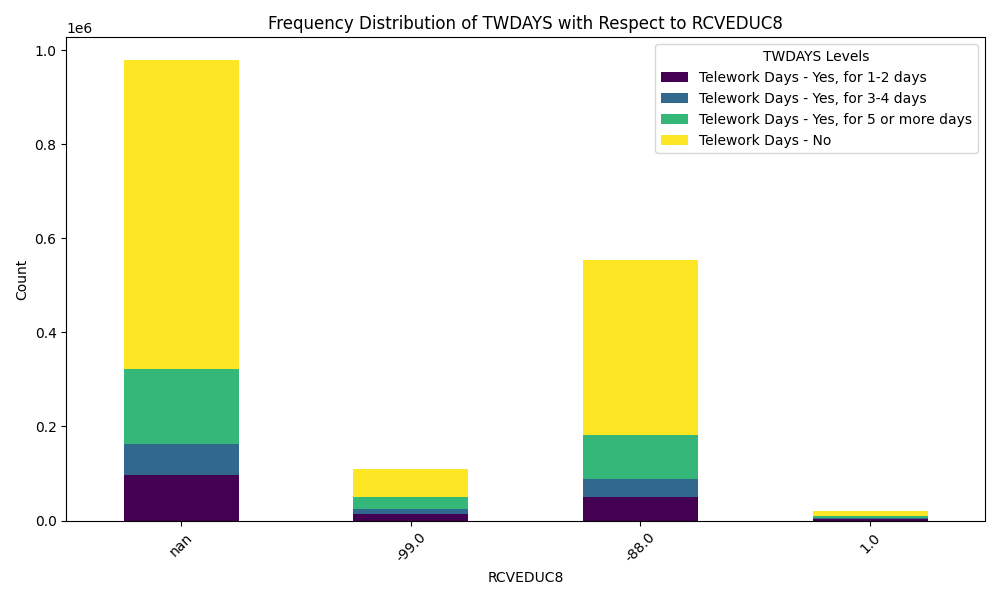 Frequency Distribution of TWDAYS with Respect to RCVEDUC8
1e6
TWDAYS Levels
Telework Days - Yes, for 1-2 days
Telework Days - Yes, for 3-4 days
Telework Days - Yes, for 5 or more days
Telework Days - No
1.0
0.8
0.6
0.4
0.2
0.0
Count
nan
-99.0
-88.0
1.0
RCVEDUC8